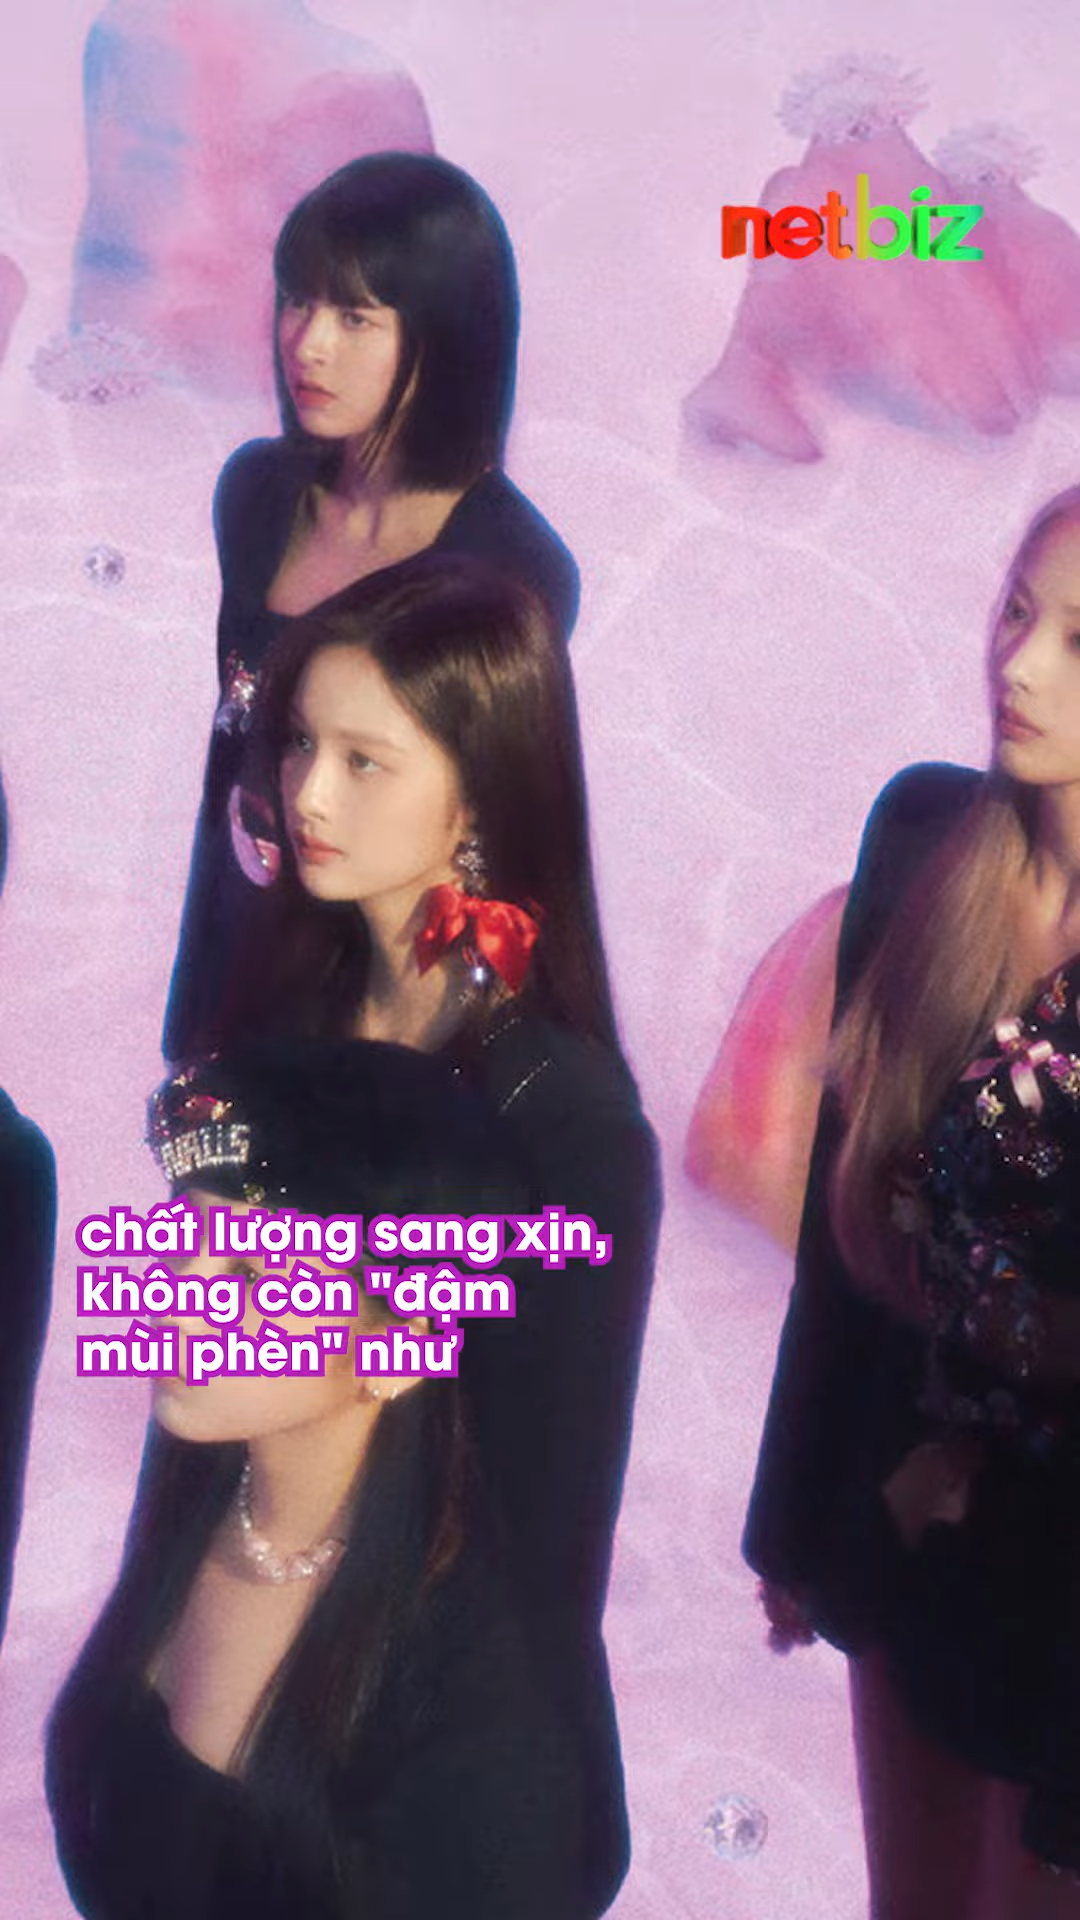 netbiz
chất lượng sang xịn,
không còn "đậm
mùi phèn" như